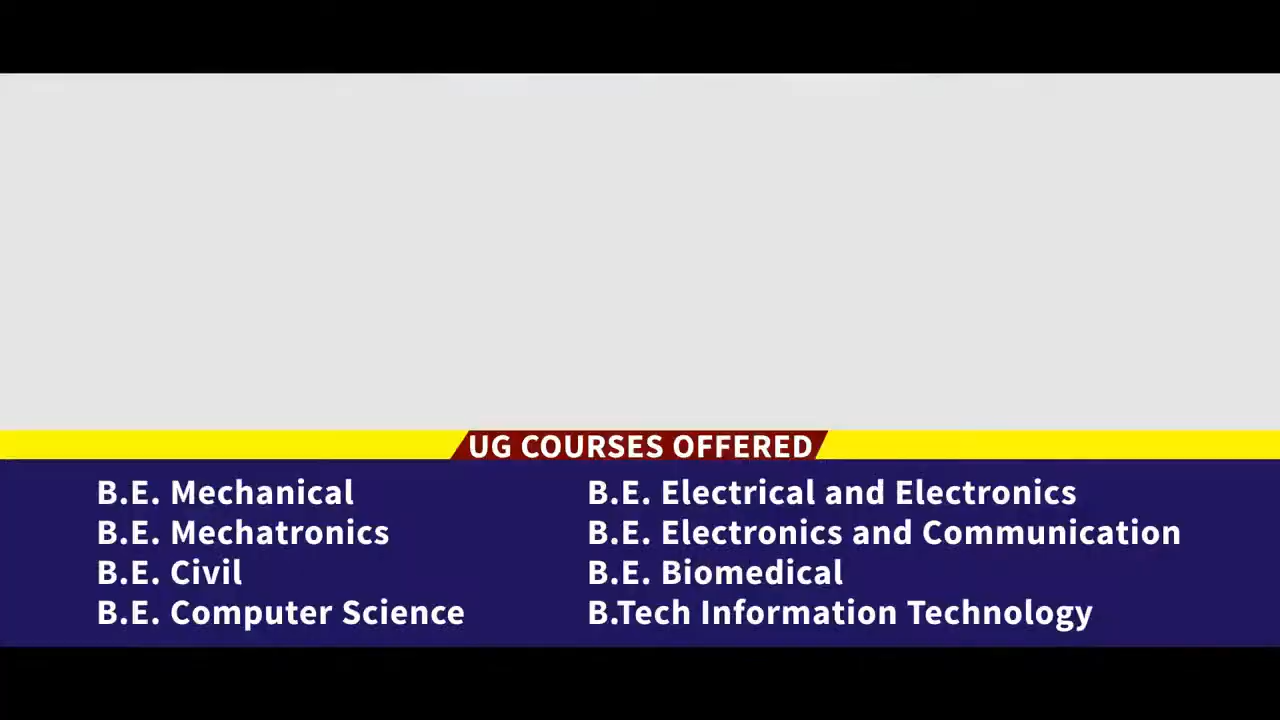 UG COURSES OFFERED
B.E. Mechanical
B.E. Mechatronics
B.E. Civil
B.E. Computer Science
B.E. Electrical and Electronics
B.E. Electronics and Communication
B.E. Biomedical
B.Tech Information Technology